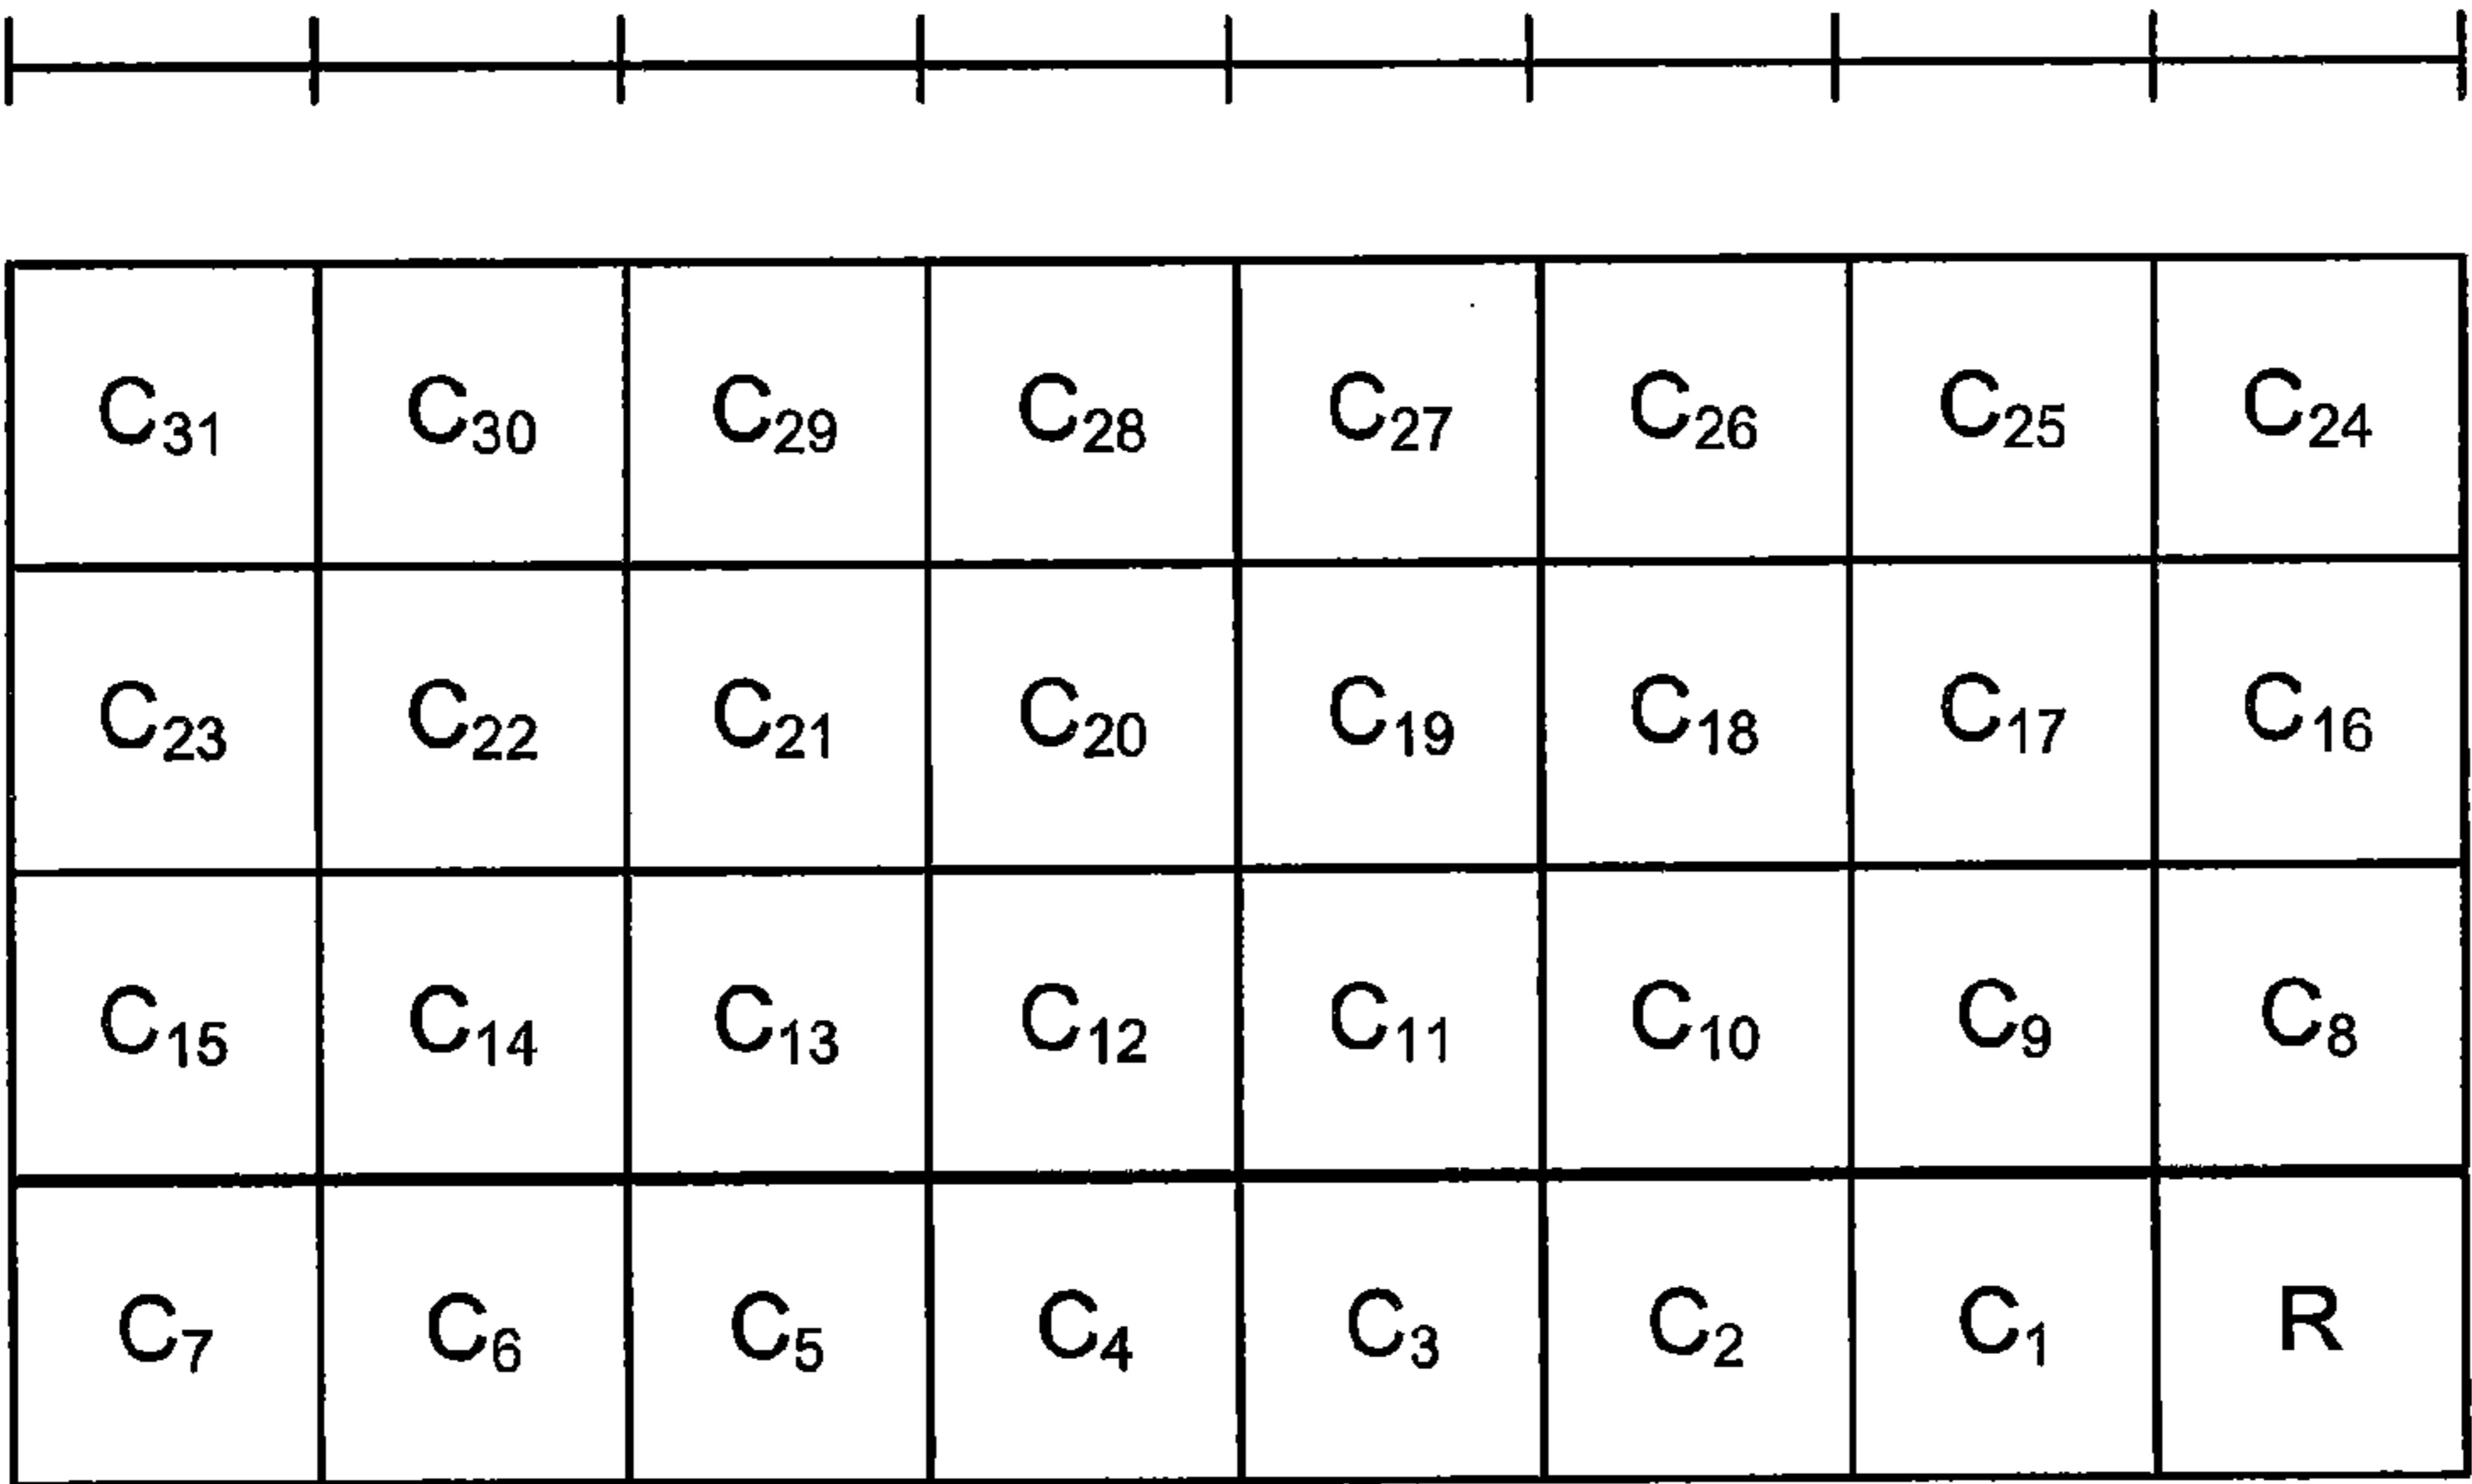 C₃₁ C₃₀ C₂₉ C₂₈ C₂₇ C₂₆ C₂₅ C₂₄
C₂₃ C₂₂ C₂₁ C₂₀ C₁₉ C₁₈ C₁₇ C₁₆
C₁₅ C₁₄ C₁₃ C₁₂ C₁₁ C₁₀ C₉ C₈
C₇ C₆ C₅ C₄ C₃ C₂ C₁ R